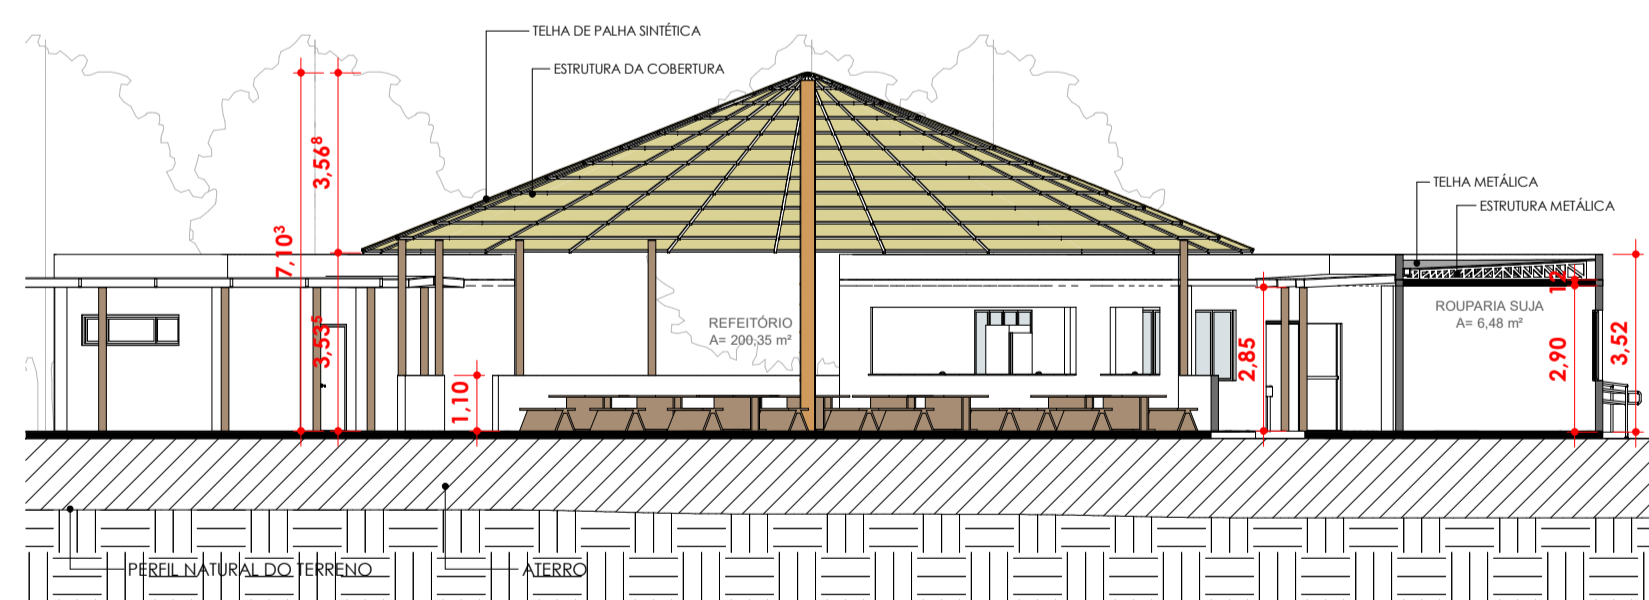 TELHA DE PALHA SINTÉTICA
ESTRUTURA DA COBERTURA
3,56⁸
7,10³
3,53⁵
1,10
REFEITÓRIO
A= 200,35 m²
TELHA METÁLICA
ESTRUTURA METÁLICA
12
ROUPARIA SUJA
A= 6,48 m²
2,85
2,90
3,52
PERFIL NATURAL DO TERRENO
ATERRO